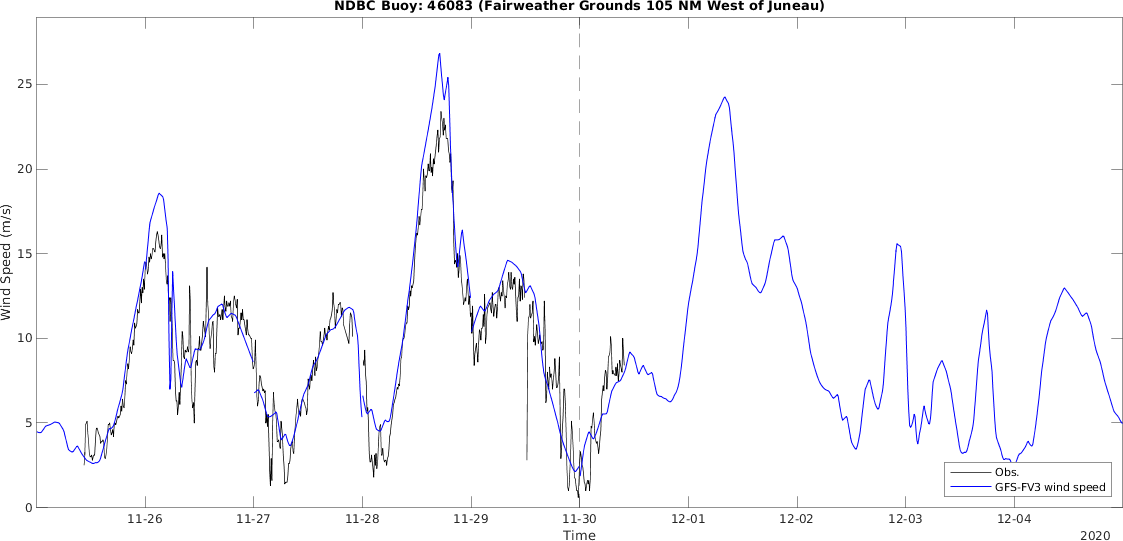 NDBC Buoy: 46083 (Fairweather Grounds 105 NM West of Juneau)
Wind Speed (m/s)
25
20
15
10
5
0
11-26 11-27 11-28 11-29 11-30 12-01 12-02 12-03 12-04
Time
2020
Obs.
GFS-FV3 wind speed